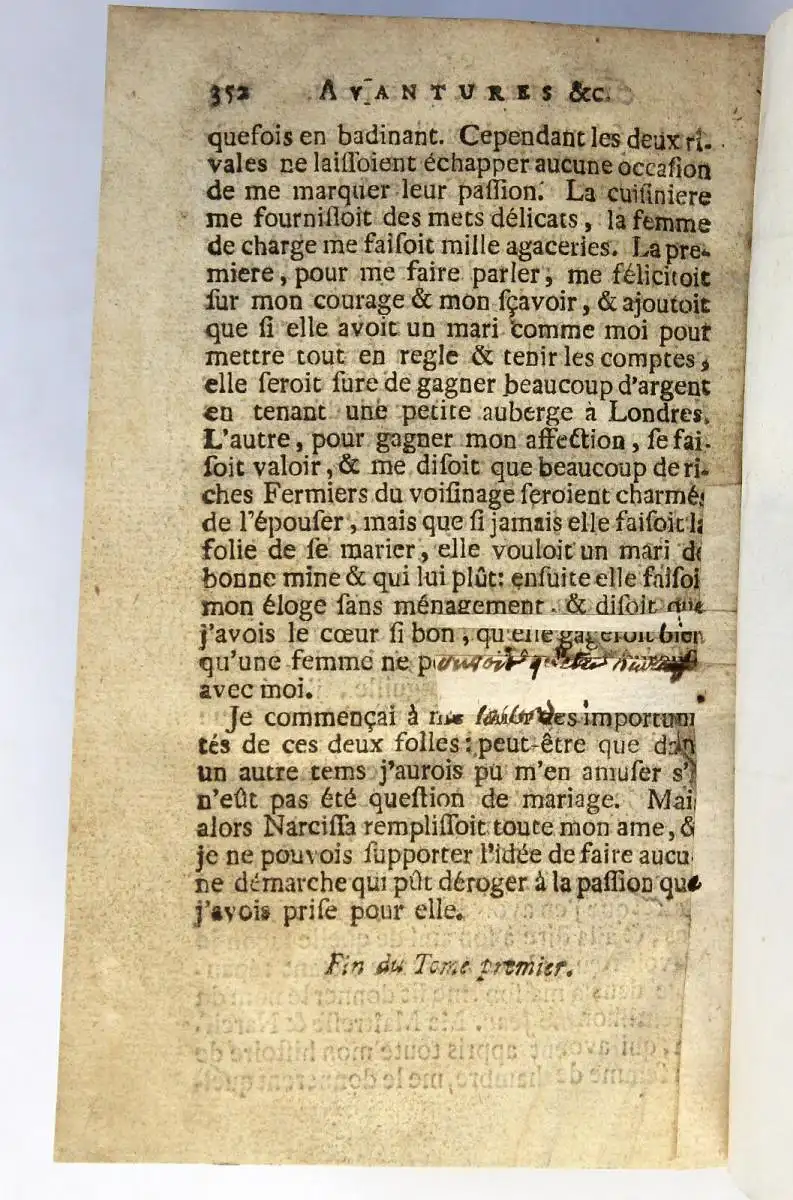 352 AVANTURES &c.
quefois en badinant. Cependant les deux ri-
vales ne laiſſoient échapper aucune occaſion
de me marquer leur paſſion. La cuiſiniere
me fourniſſoit des mets délicats, la femme
de charge me faiſoit mille agaceries. La pre-
miere, pour me faire parler, me félicitoit
ſur mon courage & mon ſçavoir, & ajoutoit
que ſi elle avoit un mari comme moi pour
mettre tout en regle & tenir les comptes,
elle ſeroit ſure de gagner beaucoup d'argent
en tenant une petite auberge à Londres.
L'autre, pour gagner mon affection, ſe fai-
ſoit valoir, & me diſoit que beaucoup de ri-
ches Fermiers du voiſinage ſeroient charmés
de l'épouſer, mais que ſi jamais elle faiſoit la
folie de ſe marier, elle vouloit un mari de
bonne mine & qui lui plût: enſuite elle faiſoi
mon éloge ſans ménagement. & diſoit que
j'avois le cœur ſi bon, qu'elle gageroit bien
qu'une femme ne
avec moi.
Je commençai à me des importuni
tés de ces deux folles: peut-être que dan
un autre tems j'aurois pû m'en amuſer s'
n'eût pas été queſtion de mariage. Mai
alors Narciſſa rempliſſoit toute mon ame, &
je ne pouvois ſupporter l'idée de faire aucu
ne démarche qui pût déroger à la paſſion que
j'avois priſe pour elle.
Fin du Tome premier.